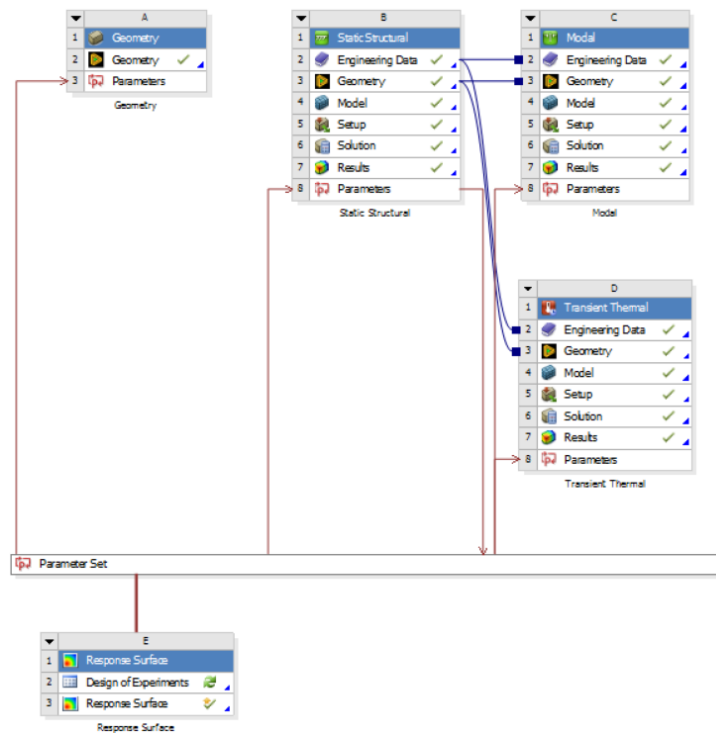 A
1 Geometry
2 Geometry
3 Parameters
Geometry
B
1 Static Structural
2 Engineering Data
3 Geometry
4 Model
5 Setup
6 Solution
7 Results
8 Parameters
Static Structural
C
1 Modal
2 Engineering Data
3 Geometry
4 Model
5 Setup
6 Solution
7 Results
8 Parameters
Modal
D
1 Transient Thermal
2 Engineering Data
3 Geometry
4 Model
5 Setup
6 Solution
7 Results
8 Parameters
Transient Thermal
Parameter Set
E
1 Response Surface
2 Design of Experiments
3 Response Surface
Response Surface